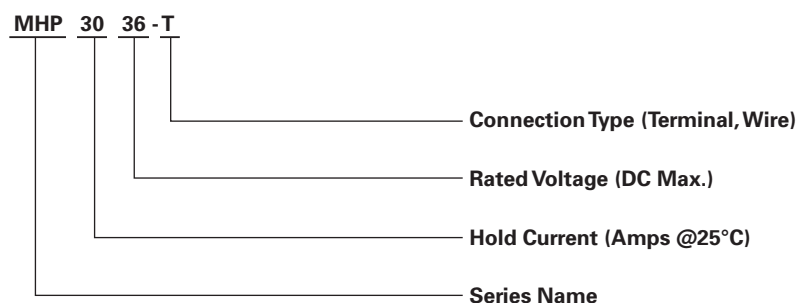 MHP 30 36 - T
Connection Type (Terminal, Wire)
Rated Voltage (DC Max.)
Hold Current (Amps @25°C)
Series Name